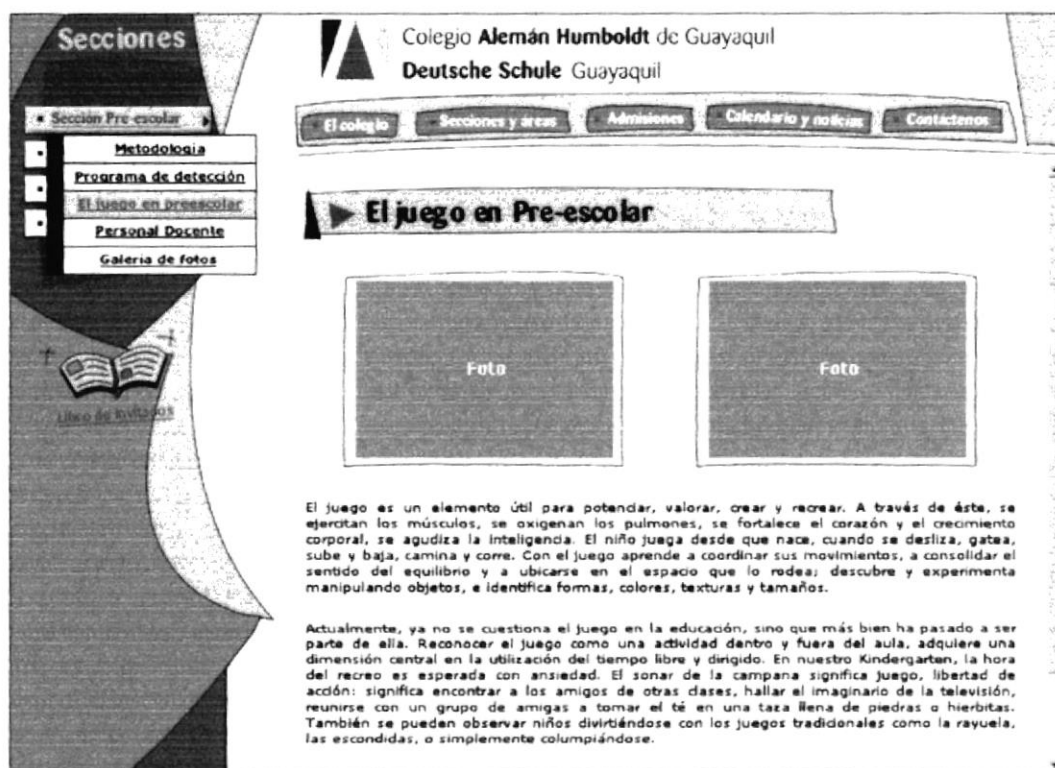 Secciones
Colegio Alemán Humboldt de Guayaquil
Deutsche Schule Guayaquil
El colegio
Secciones y áreas
Admisiones
Calendario y noticias
Contáctenos
Sección Pre-escolar
Metodología
Programa de detección
El juego en preescolar
Personal Docente
Galería de fotos
Libro de invitados
El juego en Pre-escolar
Foto
Foto
El juego es un elemento útil para potenciar, valorar, crear y recrear. A través de éste, se
ejercitan los músculos, se oxigenan los pulmones, se fortalece el corazón y el crecimiento
corporal, se agudiza la inteligencia. El niño juega desde que nace, cuando se desliza, gatea,
sube y baja, camina y corre. Con el juego aprende a coordinar sus movimientos, a consolidar el
sentido del equilibrio y a ubicarse en el espacio que lo rodea; descubre y experimenta
manipulando objetos, e identifica formas, colores, texturas y tamaños.
Actualmente, ya no se cuestiona el juego en la educación, sino que más bien ha pasado a ser
parte de ella. Reconocer el juego como una actividad dentro y fuera del aula, adquiere una
dimensión central en la utilización del tiempo libre y dirigido. En nuestro Kindergarten, la hora
del recreo es esperada con ansiedad. El sonar de la campana significa juego, libertad de
acción: significa encontrar a los amigos de otras clases, hallar el imaginario de la televisión,
reunirse con un grupo de amigas a tomar el té en una taza llena de piedras o hierbitas.
También se pueden observar niños divirtiéndose con los juegos tradicionales como la rayuela,
las escondidas, o simplemente columpiándose.